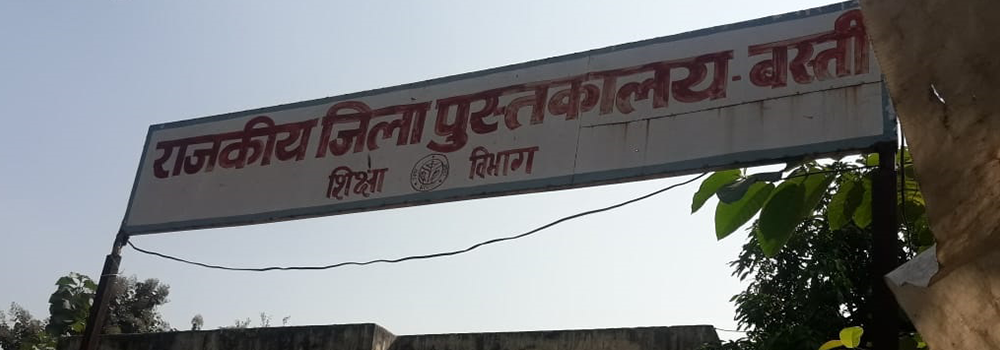 राजकीय जिला पुस्तकालय - बस्ती
शिक्षा विभाग